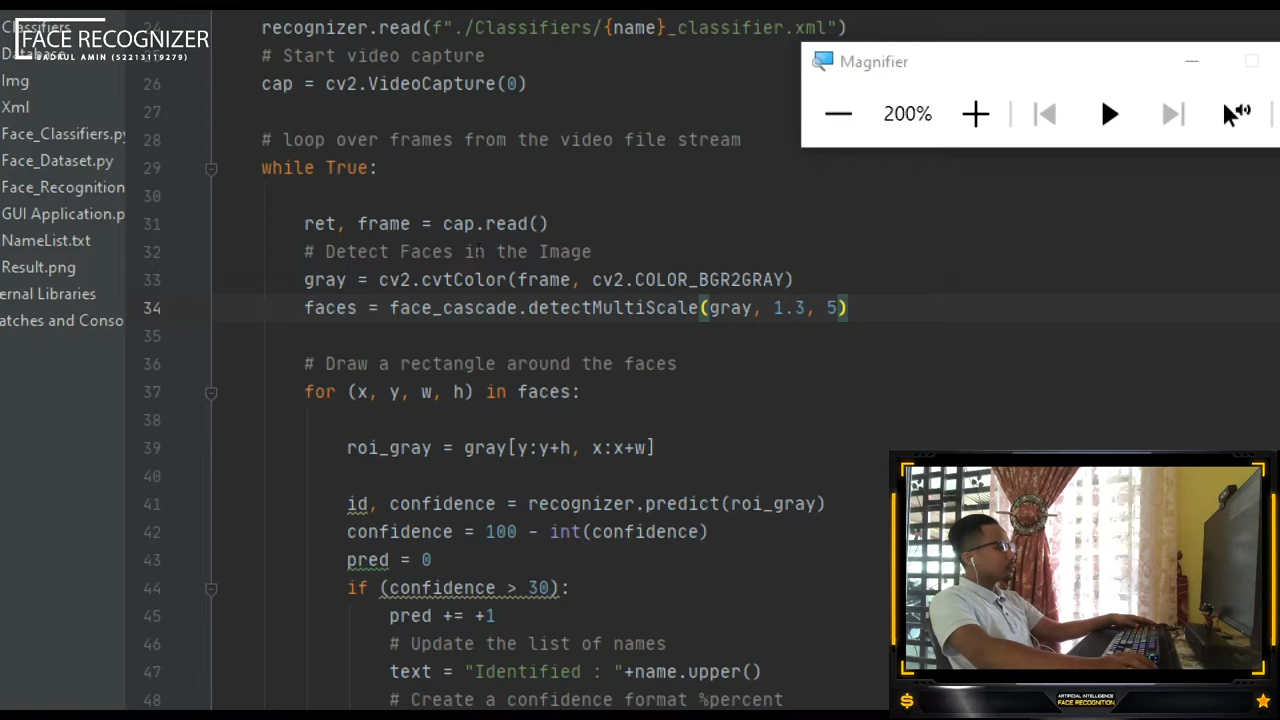 Classifiers
FACE RECOGNIZER
BADRUL AMIN (52213119279)
Img
Xml
Face_Classifiers.py
Face_Dataset.py
Face_Recognition
GUI Application.p
NameList.txt
Result.png
ernal Libraries
atches and Conso
recognizer.read(f"./Classifiers/{name}_classifier.xml")
# Start video capture
26 cap = cv2.VideoCapture(0)
27
28 # loop over frames from the video file stream
29 while True:
30
31 ret, frame = cap.read()
32 # Detect Faces in the Image
33 gray = cv2.cvtColor(frame, cv2.COLOR_BGR2GRAY)
34 faces = face_cascade.detectMultiScale(gray, 1.3, 5)
35
36 # Draw a rectangle around the faces
37 for (x, y, w, h) in faces:
38
39 roi_gray = gray[y:y+h, x:x+w]
40
41 id, confidence = recognizer.predict(roi_gray)
42 confidence = 100 - int(confidence)
43 pred = 0
44 if (confidence > 30):
45 pred += +1
46 # Update the list of names
47 text = "Identified : "+name.upper()
48 # Create a confidence format %percent
Magnifier
200%
ARTIFICIAL INTELLIGENCE
FACE RECOGNITION